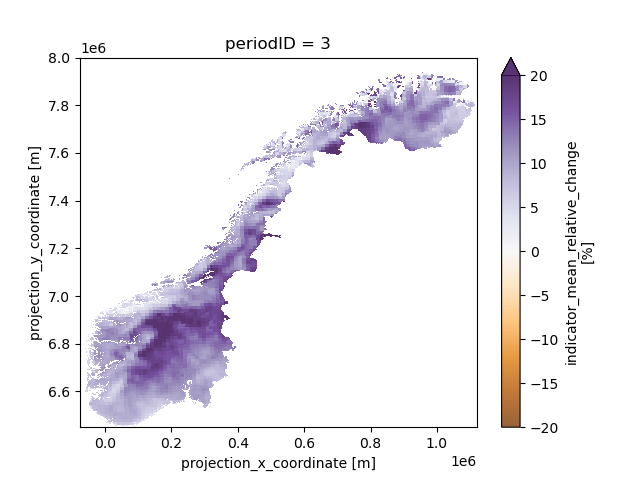 periodID = 3
1e6
8.0
7.8
7.6
7.4
7.2
7.0
6.8
6.6
projection_y_coordinate [m]
0.0 0.2 0.4 0.6 0.8 1.0
1e6
projection_x_coordinate [m]
20
15
10
5
0
−5
−10
−15
−20
indicator_mean_relative_change
[%]